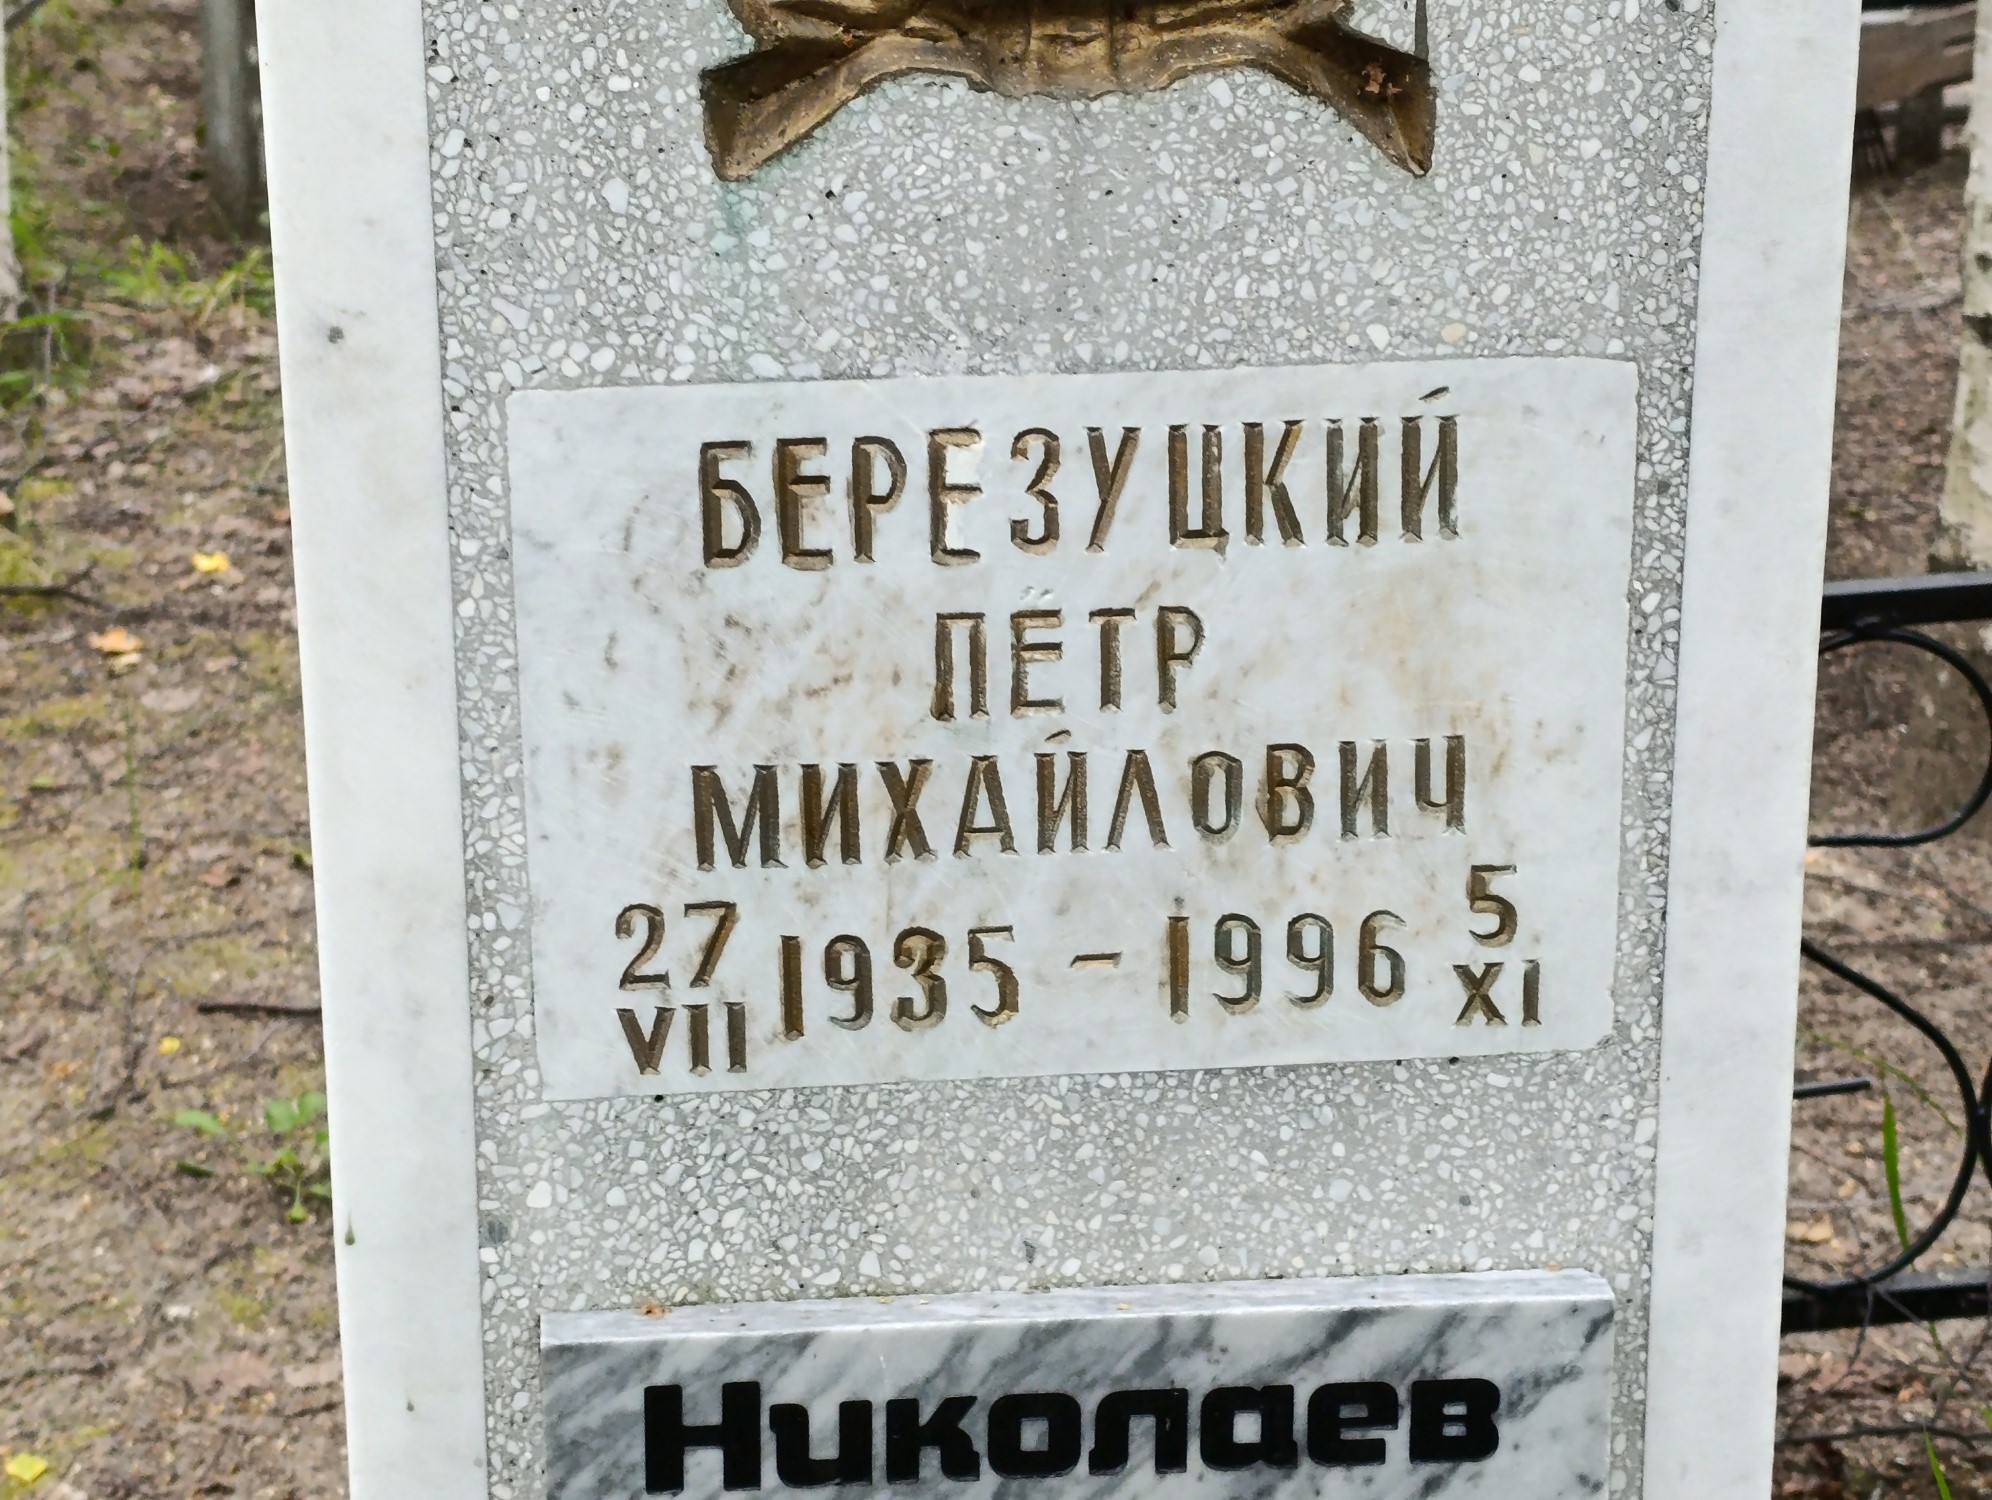 БЕРЕЗУЦКИЙ
ПЁТР
МИХАЙЛОВИЧ
27 VII 1935 – 1996 5 XI
Николаев